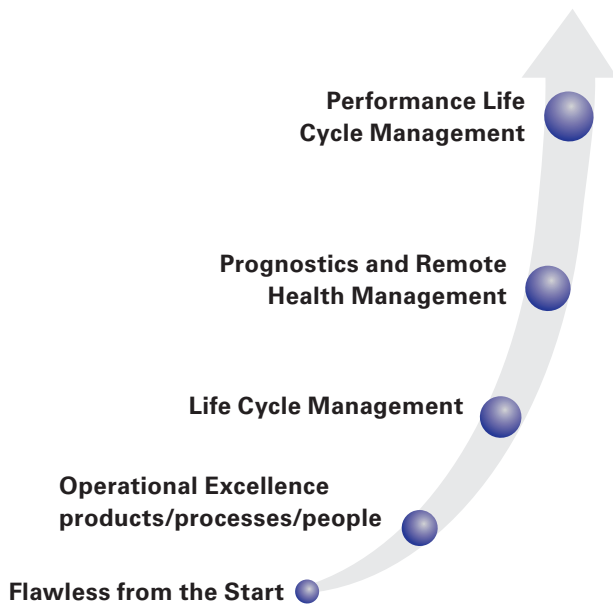 Performance Life
Cycle Management
Prognostics and Remote
Health Management
Life Cycle Management
Operational Excellence
products/processes/people
Flawless from the Start